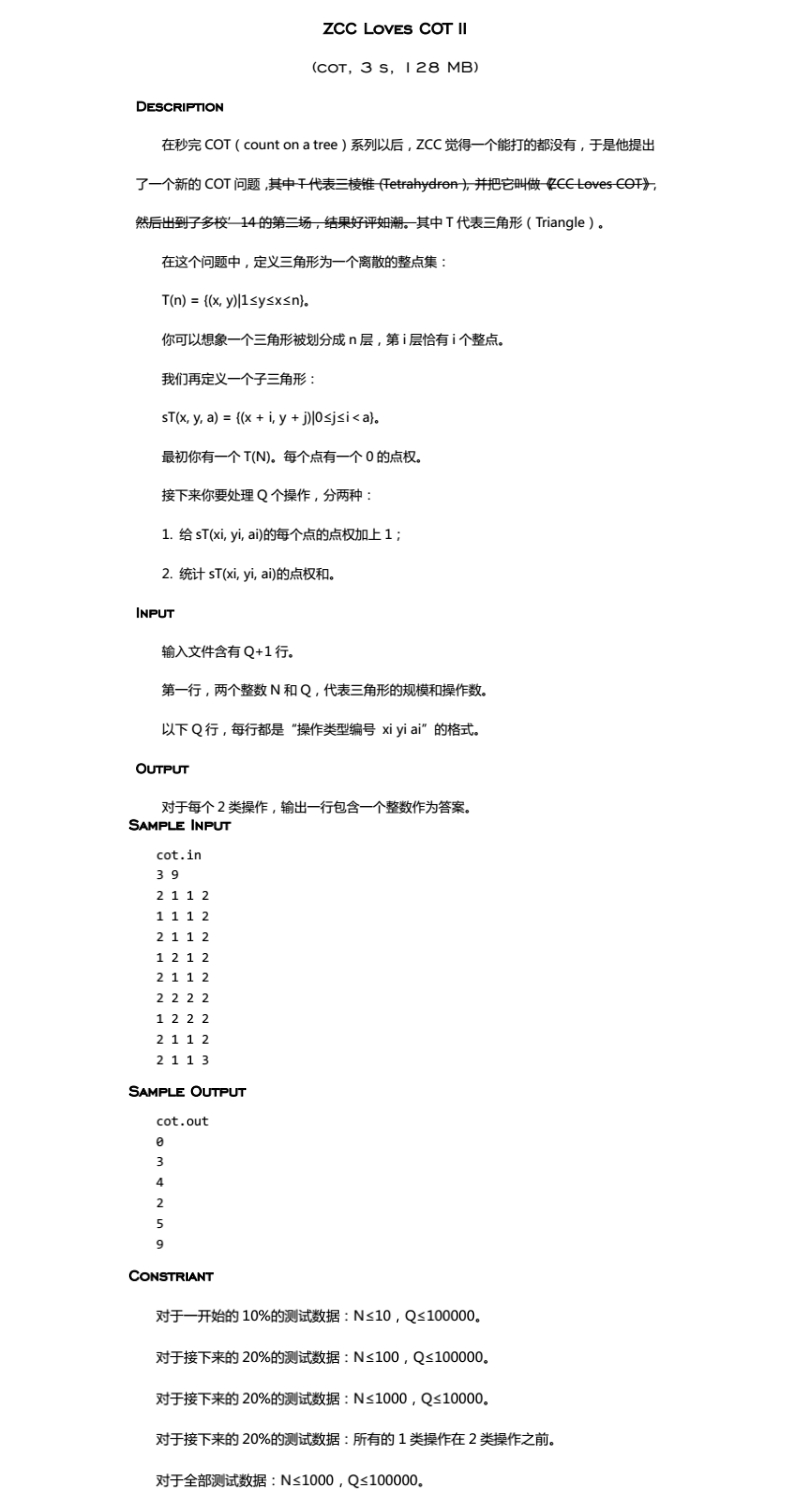 ZCC Loves COT II
(cot, 3 s, 128 MB)
Description
在秒完 COT（count on a tree）系列以后，ZCC 觉得一个能打的都没有，于是他提出
了一个新的 COT 问题，其中 T 代表三棱锥 (Tetrahydron )，并把它叫做《ZCC Loves COT》，
然后出到了多校’14 的第二场，结果好评如潮。其中 T 代表三角形（Triangle）。
在这个问题中，定义三角形为一个离散的整点集：
T(n) = {(x, y)|1≤y≤x≤n}。
你可以想象一个三角形被划分成 n 层，第 i 层恰有 i 个整点。
我们再定义一个子三角形：
sT(x, y, a) = {(x + i, y + j)|0≤j≤i＜a}。
最初你有一个 T(N)。每个点有一个 0 的点权。
接下来你要处理 Q 个操作，分两种：
1. 给 sT(xi, yi, ai)的每个点的点权加上 1；
2. 统计 sT(xi, yi, ai)的点权和。
Input
输入文件含有 Q+1 行。
第一行，两个整数 N 和 Q，代表三角形的规模和操作数。
以下 Q 行，每行都是“操作类型编号 xi yi ai”的格式。
Output
对于每个 2 类操作，输出一行包含一个整数作为答案。
Sample Input
cot.in
3 9
2 1 1 2
1 1 1 2
2 1 1 2
1 2 1 2
2 1 1 2
2 2 2 2
1 2 2 2
2 1 1 2
2 1 1 3
Sample Output
cot.out
0
3
4
2
5
9
Constriant
对于一开始的 10%的测试数据：N≤10，Q≤100000。
对于接下来的 20%的测试数据：N≤100，Q≤100000。
对于接下来的 20%的测试数据：N≤1000，Q≤10000。
对于接下来的 20%的测试数据：所有的 1 类操作在 2 类操作之前。
对于全部测试数据：N≤1000，Q≤100000。